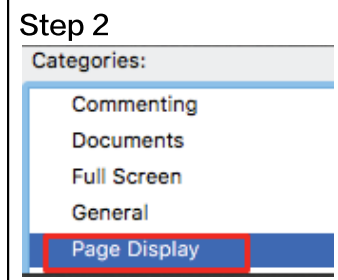 Step 2
Categories:
Commenting
Documents
Full Screen
General
Page Display